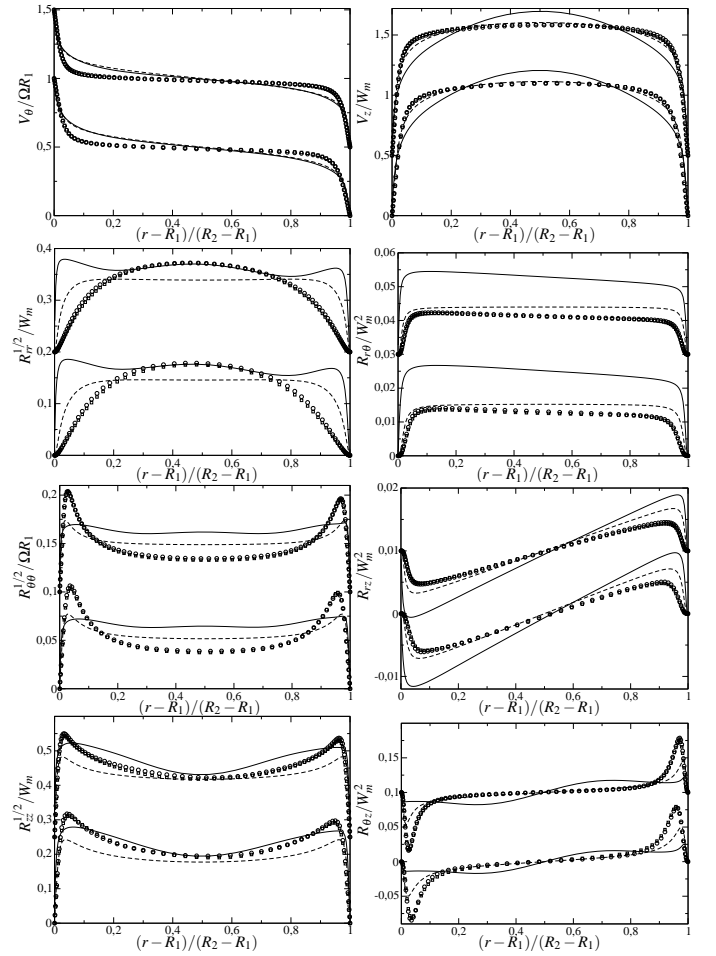 1,5
1
0,5
0
V_θ/ΩR_1
0 0,2 0,4 0,6 0,8 1
(r−R_1)/(R_2−R_1)
1,5
1
0,5
0
V_z/W_m
0 0,2 0,4 0,6 0,8 1
(r−R_1)/(R_2−R_1)
0,4
0,3
0,2
0,1
0
R_rr^1/2/W_m
0 0,2 0,4 0,6 0,8 1
(r−R_1)/(R_2−R_1)
0,06
0,05
0,04
0,03
0,02
0,01
0
R_rθ/W_m^2
0 0,2 0,4 0,6 0,8 1
(r−R_1)/(R_2−R_1)
0,2
0,15
0,1
0,05
0
R_θθ^1/2/ΩR_1
0 0,2 0,4 0,6 0,8 1
(r−R_1)/(R_2−R_1)
0,02
0,01
0
-0,01
R_rz/W_m^2
0 0,2 0,4 0,6 0,8 1
(r−R_1)/(R_2−R_1)
0,5
0,4
0,3
0,2
0,1
0
R_zz^1/2/W_m
0 0,2 0,4 0,6 0,8 1
(r−R_1)/(R_2−R_1)
0,15
0,1
0,05
0
-0,05
R_θz/W_m^2
0 0,2 0,4 0,6 0,8 1
(r−R_1)/(R_2−R_1)